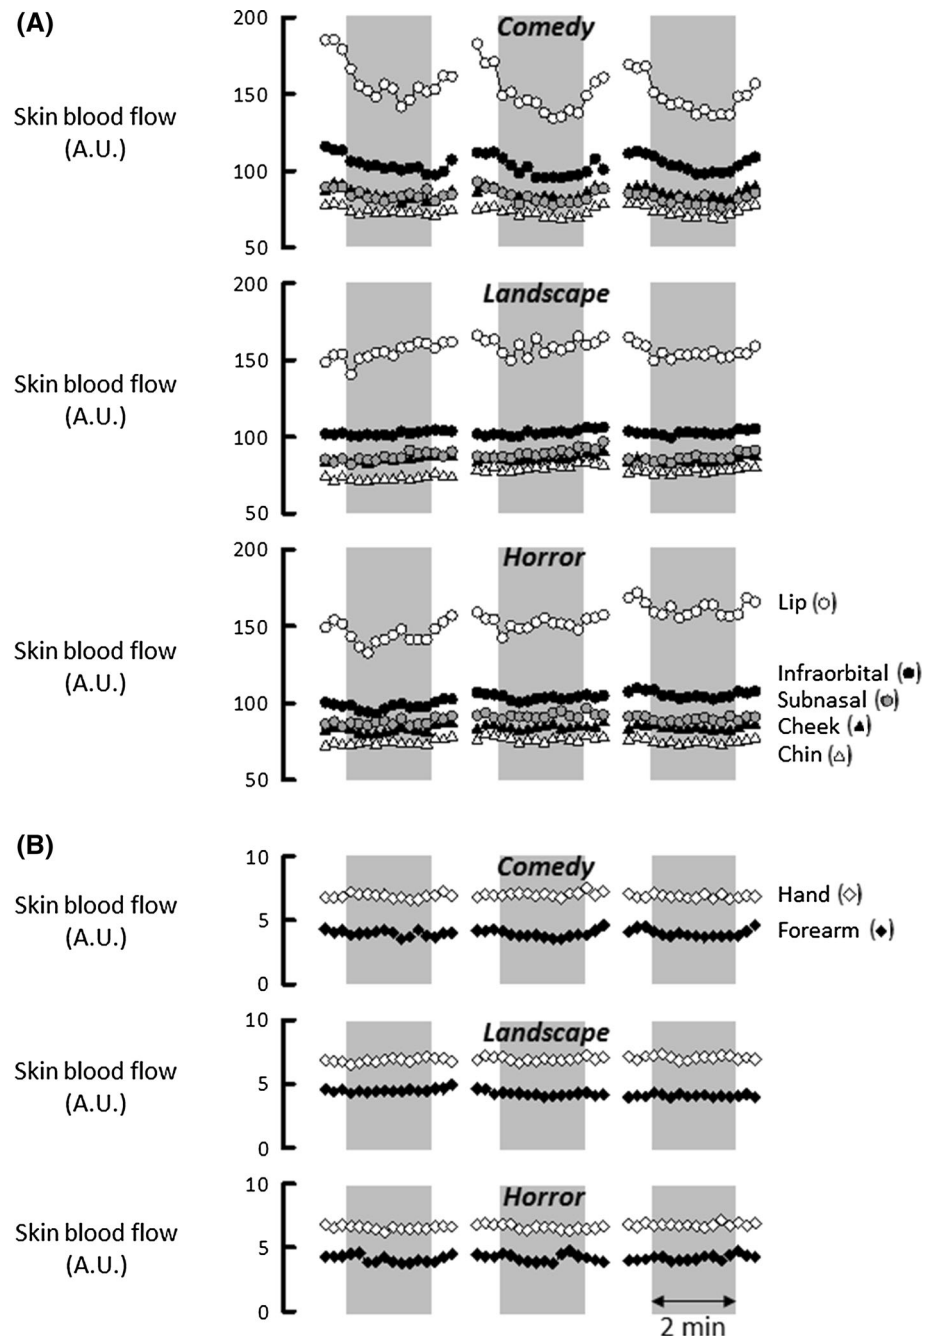 (A)
Comedy
200
150
100
50
Skin blood flow
(A.U.)
Landscape
200
150
100
50
Skin blood flow
(A.U.)
Horror
200
150
100
50
Skin blood flow
(A.U.)
Lip (○)
Infraorbital (●)
Subnasal (●)
Cheek (▲)
Chin (△)
(B)
Comedy
10
5
0
Skin blood flow
(A.U.)
Hand (◇)
Forearm (◆)
Landscape
10
5
0
Skin blood flow
(A.U.)
Horror
10
5
0
Skin blood flow
(A.U.)
2 min